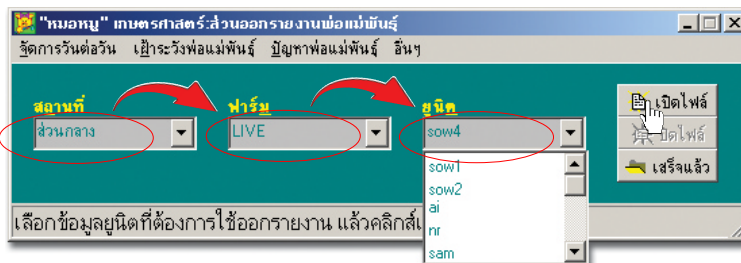 "หมอหมู" เกษตรศาสตร์:ส่วนออกรายงานพ่อแม่พันธุ์
จัดการวันต่อวัน เฝ้าระวังพ่อแม่พันธุ์ ปัญหาพ่อแม่พันธุ์ อื่นๆ
สถานที่ ฟาร์ม ยูนิต
ส่วนกลาง LIVE sow4
เปิดไฟล์
ปิดไฟล์
เสร็จแล้ว
sow1
sow2
ai
nr
sam
เลือกข้อมูลยูนิตที่ต้องการใช้ออกรายงาน แล้วคลิกส์